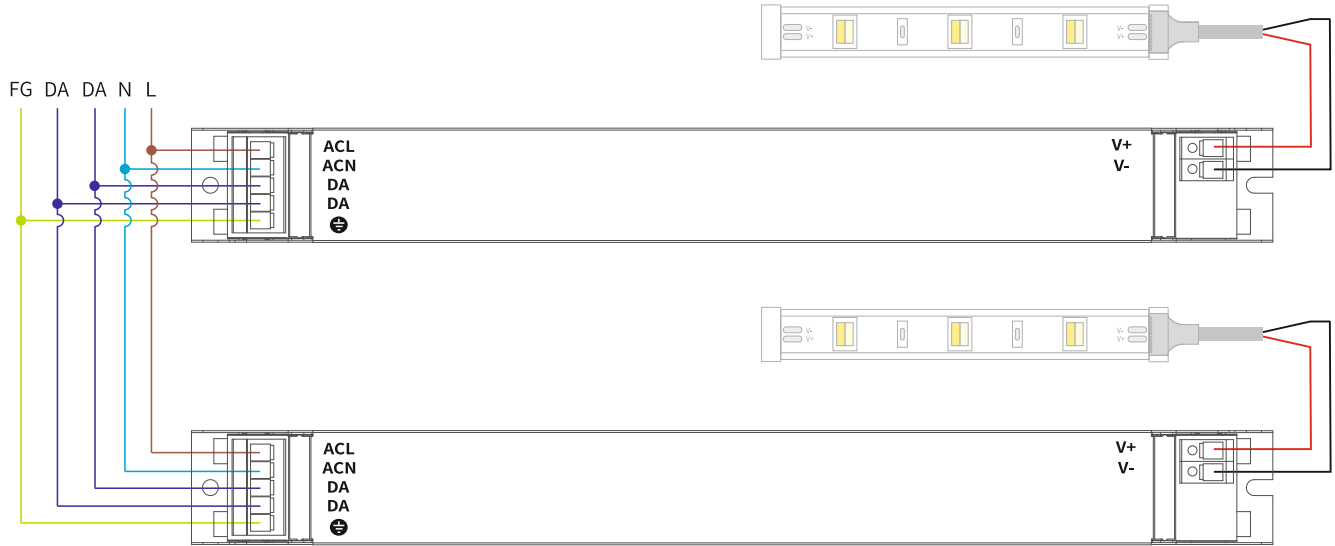 V- V-
V+ V+
FG DA DA N L
ACL V+
ACN V-
DA
DA
V- V-
V+ V+
ACL V+
ACN V-
DA
DA